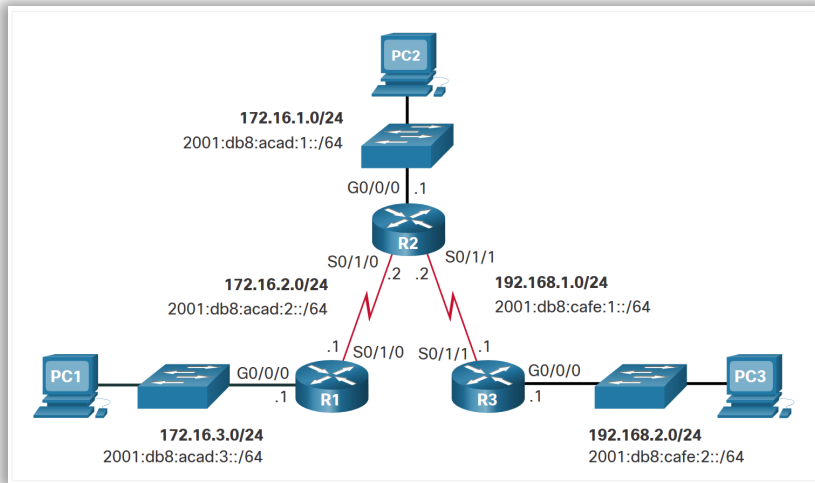 PC2
172.16.1.0/24
2001:db8:acad:1::/64
G0/0/0 .1
R2
S0/1/0 .2 .2 S0/1/1
172.16.2.0/24
2001:db8:acad:2::/64
192.168.1.0/24
2001:db8:cafe:1::/64
.1 S0/1/0
S0/1/1 .1
PC1
G0/0/0
.1
R1
R3
G0/0/0
.1
PC3
172.16.3.0/24
2001:db8:acad:3::/64
192.168.2.0/24
2001:db8:cafe:2::/64